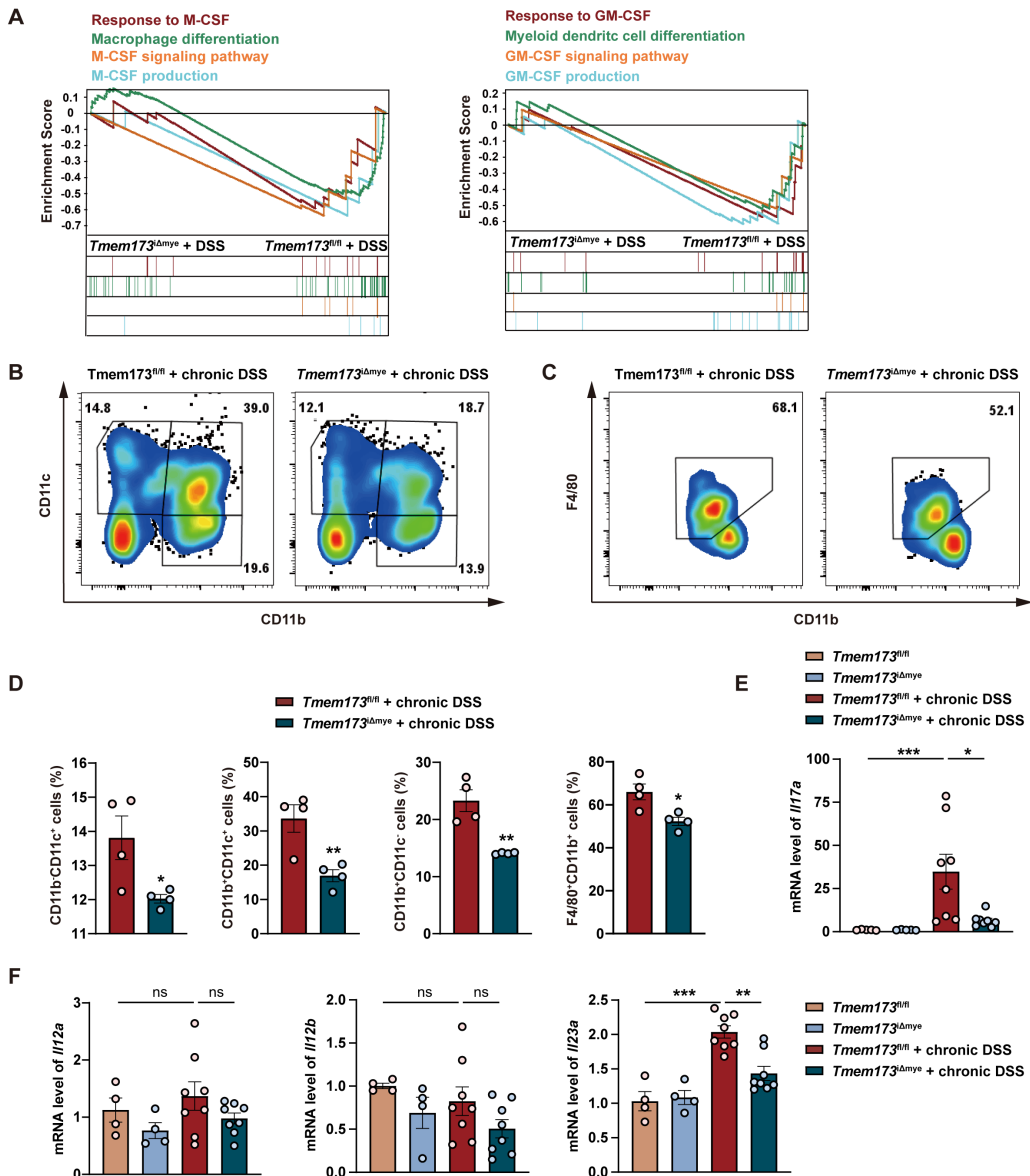 A
Response to M-CSF
Macrophage differentiation
M-CSF signaling pathway
M-CSF production
Enrichment Score
0.1
0
-0.1
-0.2
-0.3
-0.4
-0.5
-0.6
-0.7
Tmem173iΔmye + DSS
Tmem173fl/fl + DSS
Response to GM-CSF
Myeloid dendritc cell differentiation
GM-CSF signaling pathway
GM-CSF production
Enrichment Score
0.2
0.1
0
-0.1
-0.2
-0.3
-0.4
-0.5
-0.6
Tmem173iΔmye + DSS
Tmem173fl/fl + DSS
B
Tmem173fl/fl + chronic DSS
Tmem173iΔmye + chronic DSS
14.8
39.0
19.6
12.1
18.7
13.9
CD11c
CD11b
C
Tmem173fl/fl + chronic DSS
Tmem173iΔmye + chronic DSS
68.1
52.1
F4/80
CD11b
D
Tmem173fl/fl + chronic DSS
Tmem173iΔmye + chronic DSS
CD11b-CD11c+ cells (%)
16
15
14
13
12
11
*
CD11b+CD11c+ cells (%)
60
50
40
30
20
10
0
**
CD11b+CD11c- cells (%)
30
20
10
0
**
F4/80+CD11b+ cells (%)
80
60
40
20
0
*
E
Tmem173fl/fl
Tmem173iΔmye
Tmem173fl/fl + chronic DSS
Tmem173iΔmye + chronic DSS
mRNA level of Il17a
100
75
50
25
0
***
*
F
mRNA level of Il12a
3
2
1
0
ns
ns
mRNA level of Il12b
2.0
1.5
1.0
0.5
0.0
ns
ns
mRNA level of Il23a
2.5
2.0
1.5
1.0
0.5
0.0
***
**
Tmem173fl/fl
Tmem173iΔmye
Tmem173fl/fl + chronic DSS
Tmem173iΔmye + chronic DSS